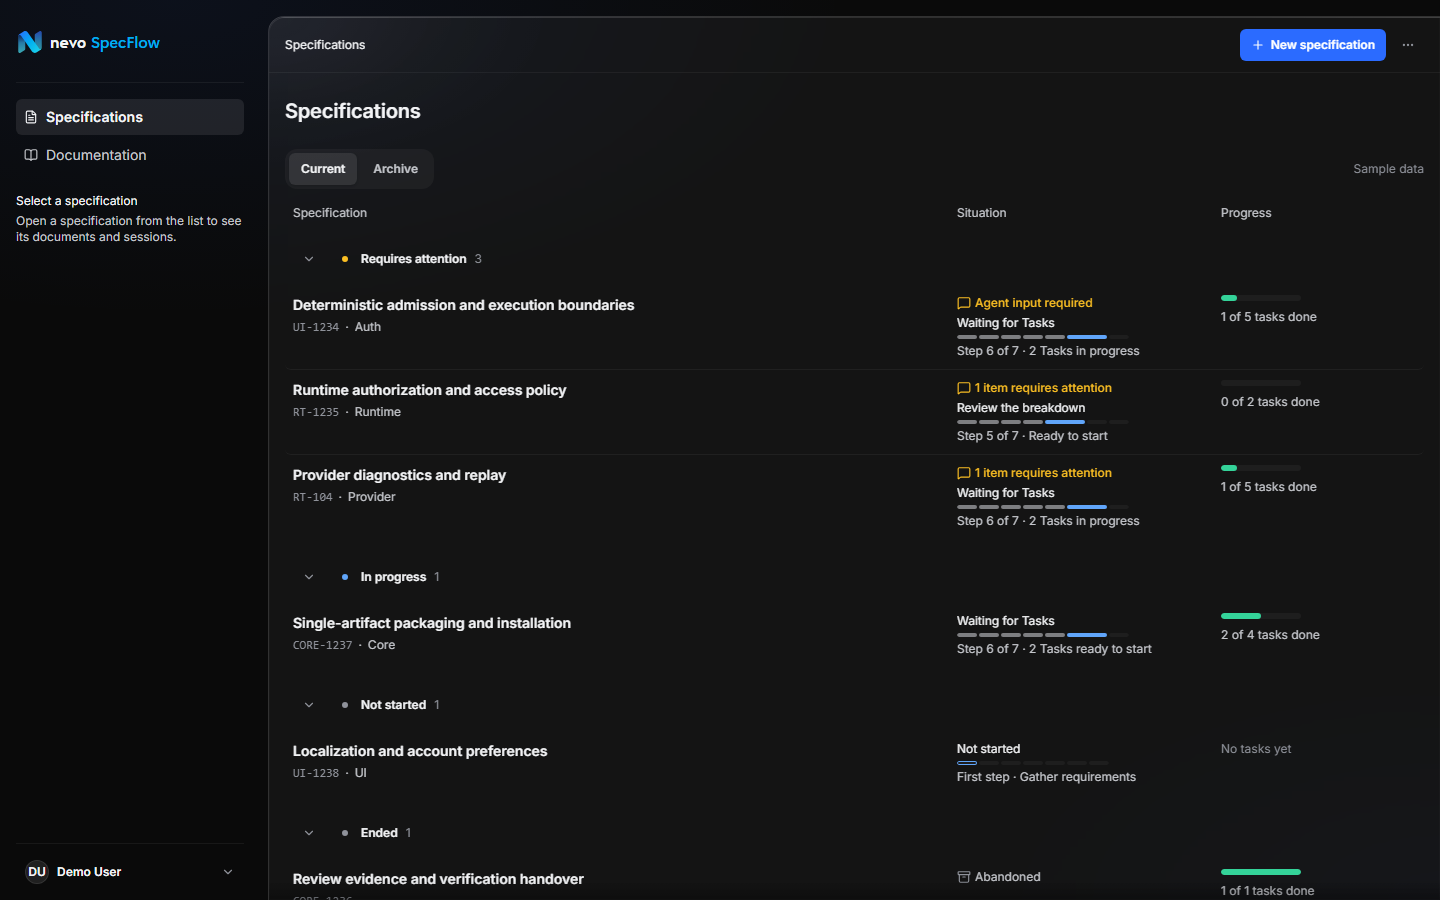 nevo SpecFlow
Specifications
Documentation
Select a specification
Open a specification from the list to see
its documents and sessions.
DU Demo User
Specifications
+ New specification
Specifications
Current Archive
Sample data
Specification Situation Progress
Requires attention 3
Deterministic admission and execution boundaries
UI-1234 · Auth
Agent input required
Waiting for Tasks
Step 6 of 7 · 2 Tasks in progress
1 of 5 tasks done
Runtime authorization and access policy
RT-1235 · Runtime
1 item requires attention
Review the breakdown
Step 5 of 7 · Ready to start
0 of 2 tasks done
Provider diagnostics and replay
RT-104 · Provider
1 item requires attention
Waiting for Tasks
Step 6 of 7 · 2 Tasks in progress
1 of 5 tasks done
In progress 1
Single-artifact packaging and installation
CORE-1237 · Core
Waiting for Tasks
Step 6 of 7 · 2 Tasks ready to start
2 of 4 tasks done
Not started 1
Localization and account preferences
UI-1238 · UI
Not started
First step · Gather requirements
No tasks yet
Ended 1
Review evidence and verification handover
Abandoned
1 of 1 tasks done